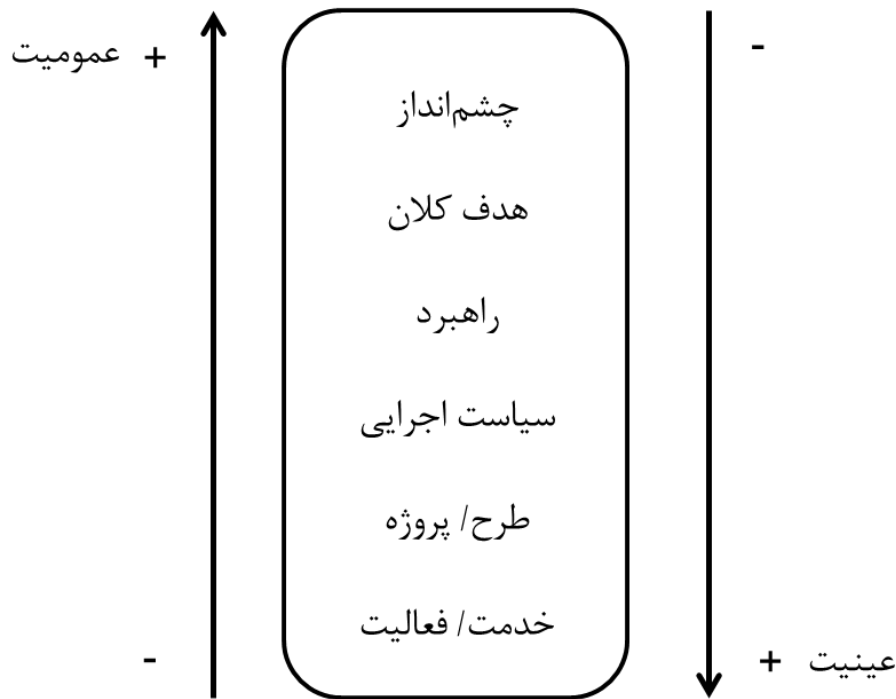 عمومیت +
-
چشم‌انداز
هدف کلان
راهبرد
سیاست اجرایی
طرح/ پروژه
خدمت/ فعالیت
-
عینیت +